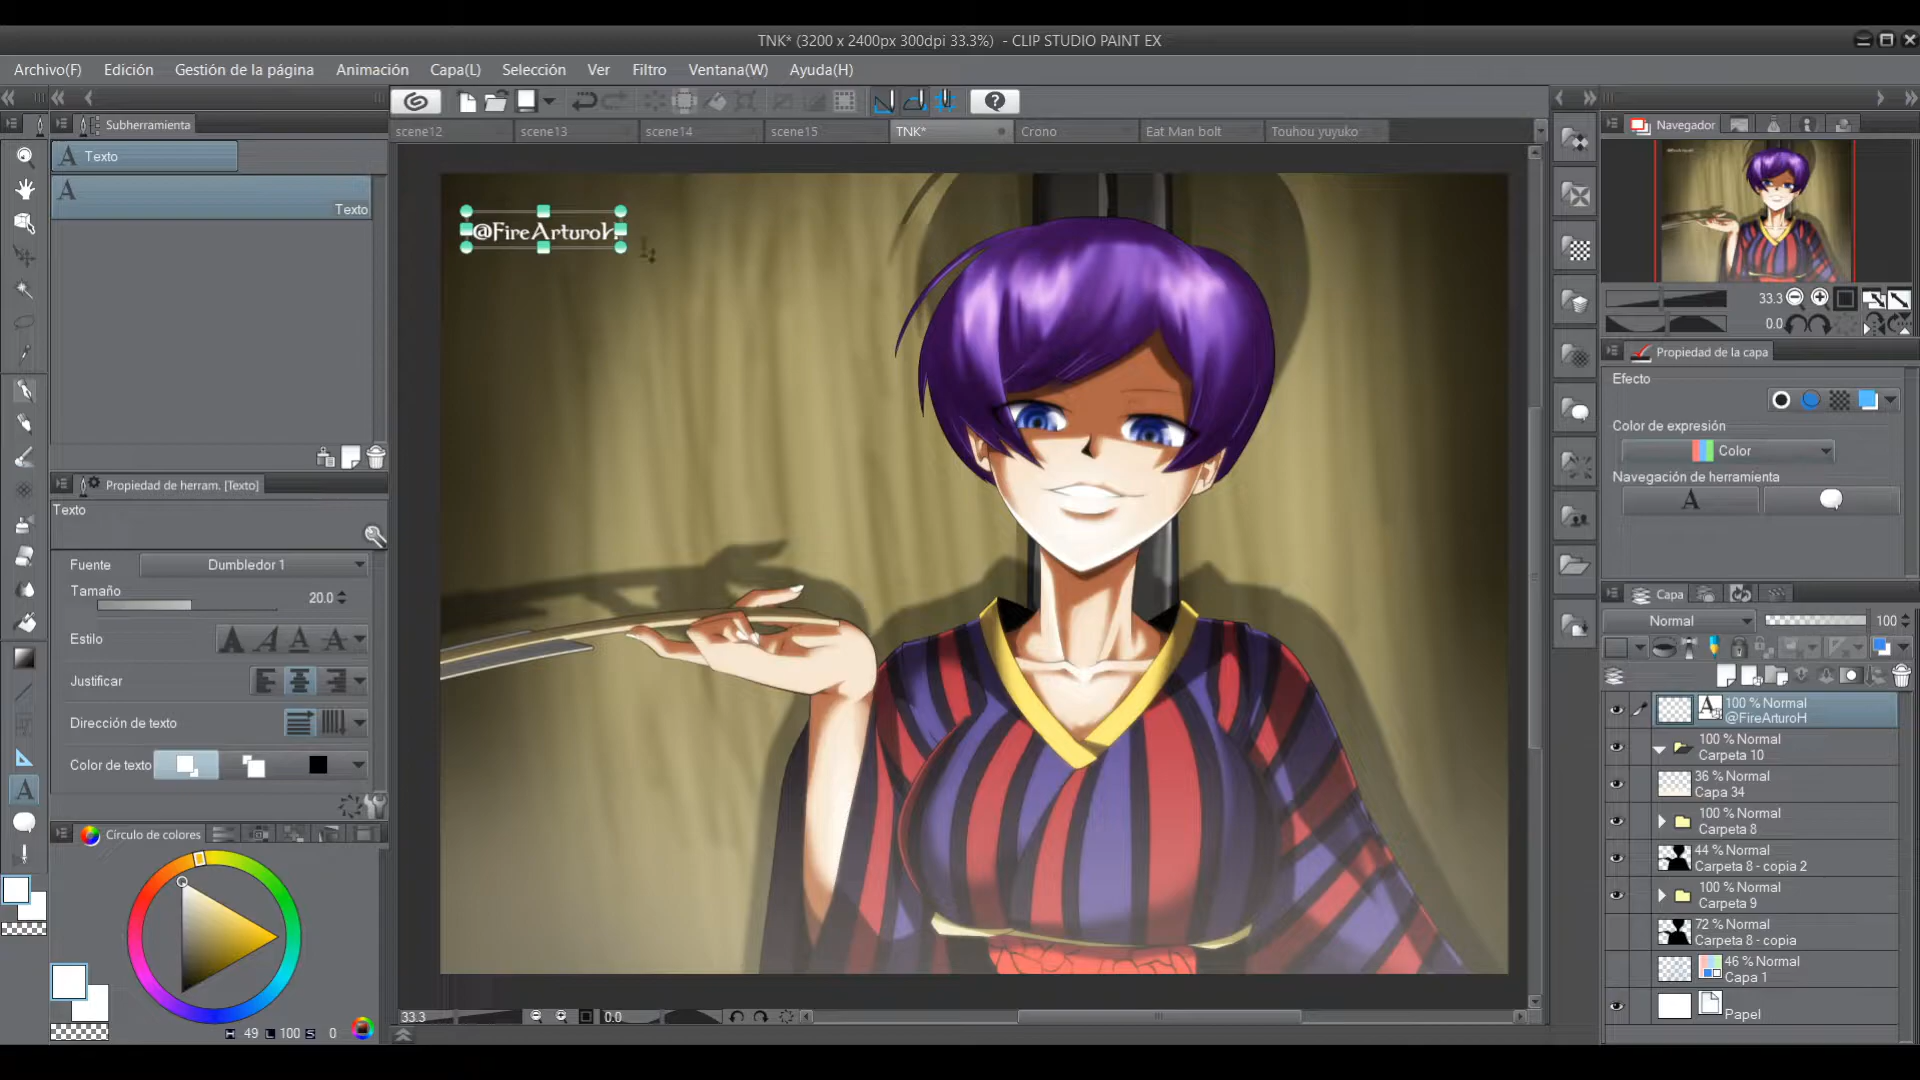 TNK* (3200 x 2400px 300dpi 33.3%) - CLIP STUDIO PAINT EX
Archivo(F) Edición Gestión de la página Animación Capa(L) Selección Ver Filtro Ventana(W) Ayuda(H)
Subherramienta
Texto
Texto
scene12 scene13 scene14 scene15 TNK* Crono Eat Man bolt Touhou yuyuko
@FireArturoH
Propiedad de herram. [Texto]
Texto
Fuente Dumbledor 1
Tamaño 20.0
Estilo
Justificar
Dirección de texto
Color de texto
Círculo de colores
H 49 L 100 S 0
33.3 0.0
Navegador
33.3
0.0
Propiedad de la capa
Efecto
Color de expresión
Color
Navegación de herramienta
A
Capa
Normal 100
100 % Normal
@FireArturoH
100 % Normal
Carpeta 10
36 % Normal
Capa 34
100 % Normal
Carpeta 8
44 % Normal
Carpeta 8 - copia 2
100 % Normal
Carpeta 9
72 % Normal
Carpeta 8 - copia
46 % Normal
Capa 1
Papel